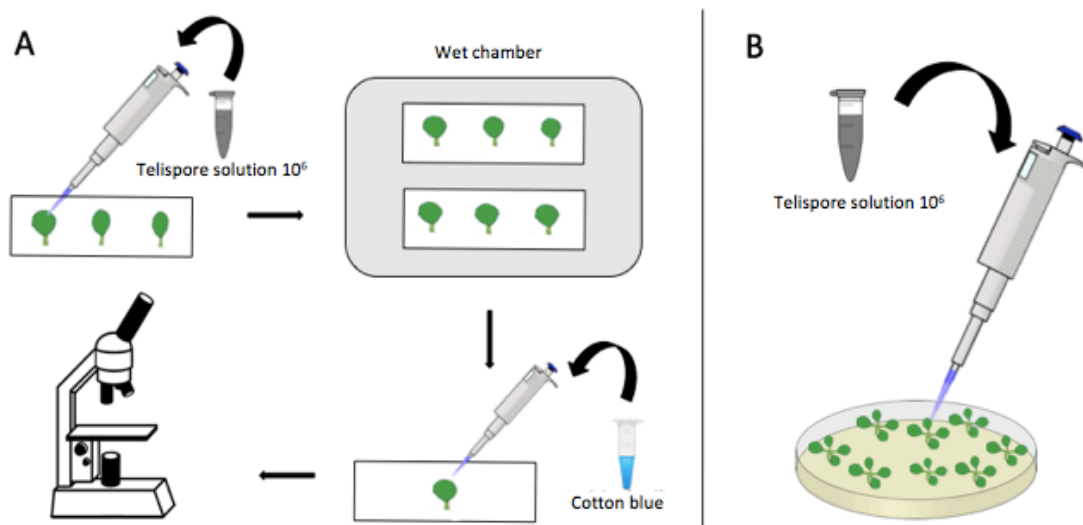 A
Wet chamber
Telispore solution 10⁶
Cotton blue
B
Telispore solution 10⁶